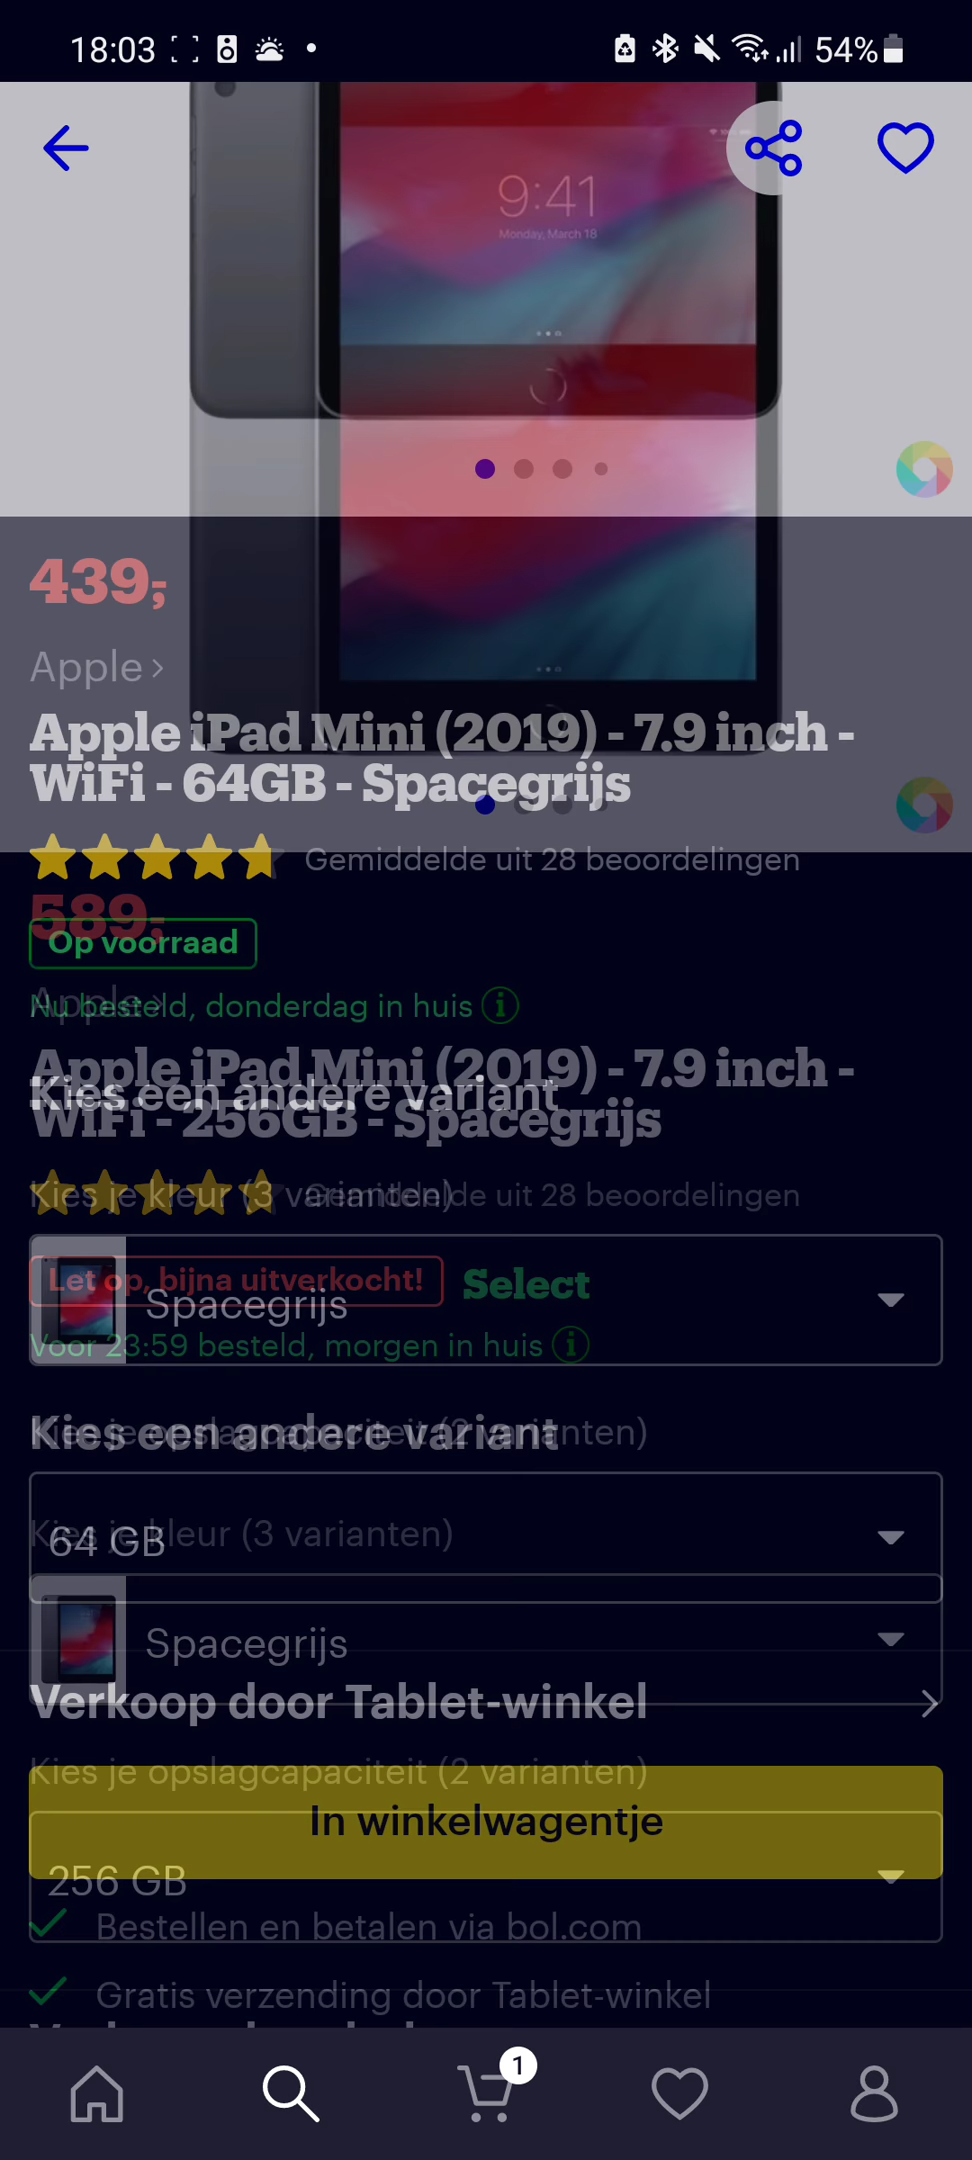 18:03
54%
9:41
Monday, March 18
439,-
Apple
Apple iPad Mini (2019) - 7.9 inch -
WiFi - 64GB - Spacegrijs
Gemiddelde uit 28 beoordelingen
589,-
Op voorraad
Apple
Nu besteld, donderdag in huis
Apple iPad Mini (2019) - 7.9 inch -
Kies een andere variant
WiFi - 256GB - Spacegrijs
Kies je kleur (3 varianten)
Gemiddelde uit 28 beoordelingen
Let op, bijna uitverkocht!
Select
Spacegrijs
Voor 23:59 besteld, morgen in huis
Kies een andere variant
Kies je opslagcapaciteit (2 varianten)
Kies je kleur (3 varianten)
64 GB
Spacegrijs
Verkoop door Tablet-winkel
Kies je opslagcapaciteit (2 varianten)
In winkelwagentje
256 GB
Bestellen en betalen via bol.com
Gratis verzending door Tablet-winkel
1